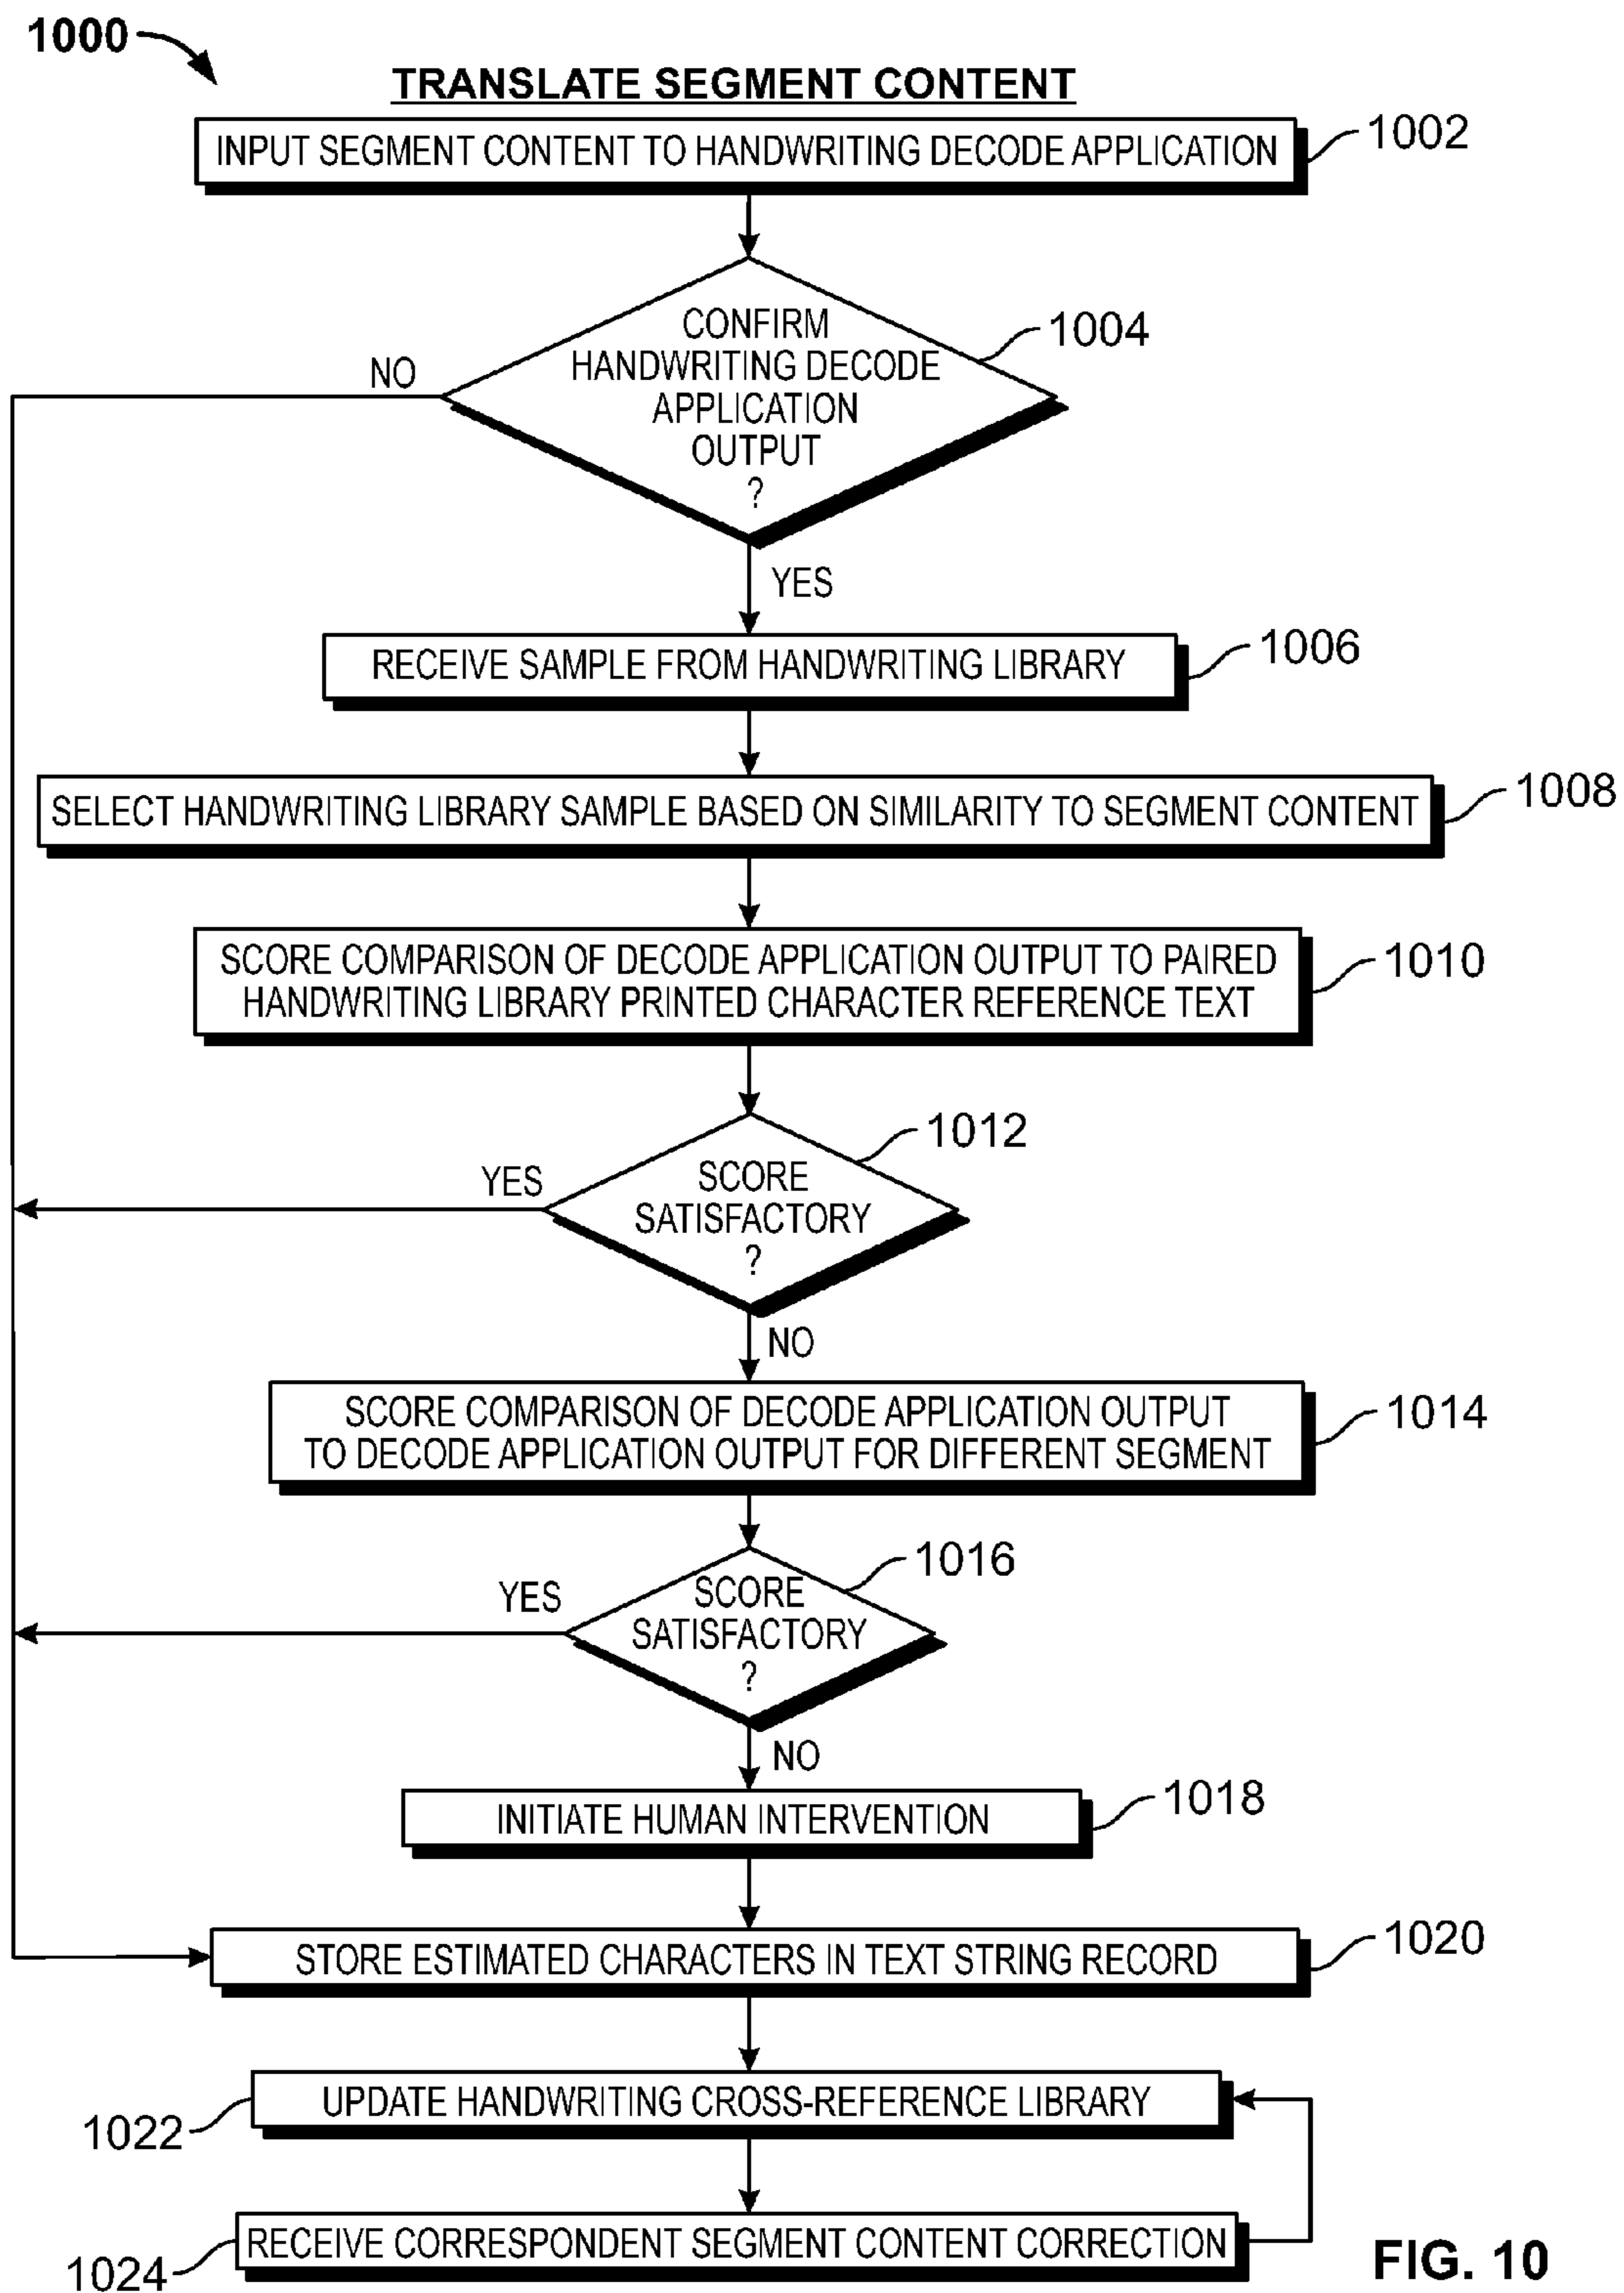 1000
TRANSLATE SEGMENT CONTENT
INPUT SEGMENT CONTENT TO HANDWRITING DECODE APPLICATION
1002
CONFIRM
HANDWRITING DECODE
APPLICATION
OUTPUT
?
1004
NO
YES
RECEIVE SAMPLE FROM HANDWRITING LIBRARY
1006
SELECT HANDWRITING LIBRARY SAMPLE BASED ON SIMILARITY TO SEGMENT CONTENT
1008
SCORE COMPARISON OF DECODE APPLICATION OUTPUT TO PAIRED
HANDWRITING LIBRARY PRINTED CHARACTER REFERENCE TEXT
1010
SCORE
SATISFACTORY
?
1012
YES
NO
SCORE COMPARISON OF DECODE APPLICATION OUTPUT
TO DECODE APPLICATION OUTPUT FOR DIFFERENT SEGMENT
1014
SCORE
SATISFACTORY
?
1016
YES
NO
INITIATE HUMAN INTERVENTION
1018
STORE ESTIMATED CHARACTERS IN TEXT STRING RECORD
1020
UPDATE HANDWRITING CROSS-REFERENCE LIBRARY
1022
RECEIVE CORRESPONDENT SEGMENT CONTENT CORRECTION
1024
FIG. 10